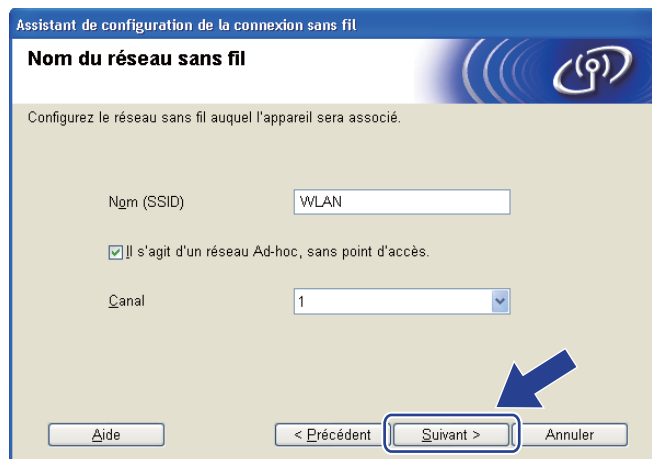 Assistant de configuration de la connexion sans fil
Nom du réseau sans fil
Configurez le réseau sans fil auquel l'appareil sera associé.
Nom (SSID)
WLAN
Il s'agit d'un réseau Ad-hoc, sans point d'accès.
Canal
1
Aide
< Précédent
Suivant >
Annuler